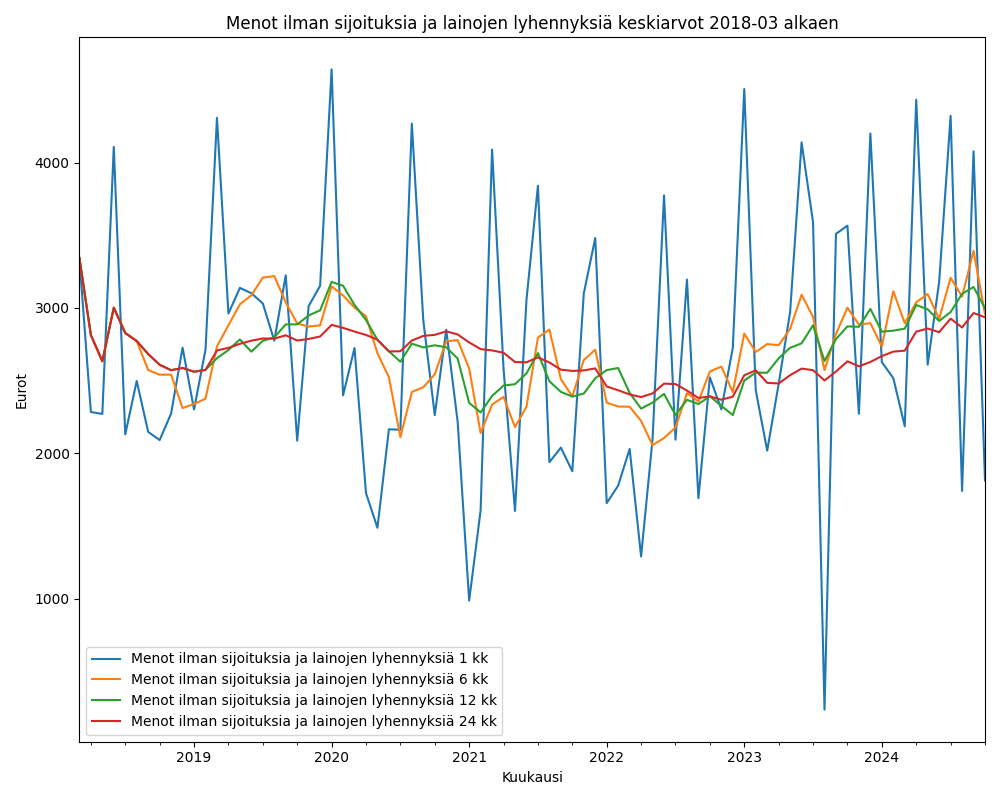 Menot ilman sijoituksia ja lainojen lyhennyksiä keskiarvot 2018-03 alkaen
Eurot
4000
3000
2000
1000
Menot ilman sijoituksia ja lainojen lyhennyksiä 1 kk
Menot ilman sijoituksia ja lainojen lyhennyksiä 6 kk
Menot ilman sijoituksia ja lainojen lyhennyksiä 12 kk
Menot ilman sijoituksia ja lainojen lyhennyksiä 24 kk
2019 2020 2021 2022 2023 2024
Kuukausi